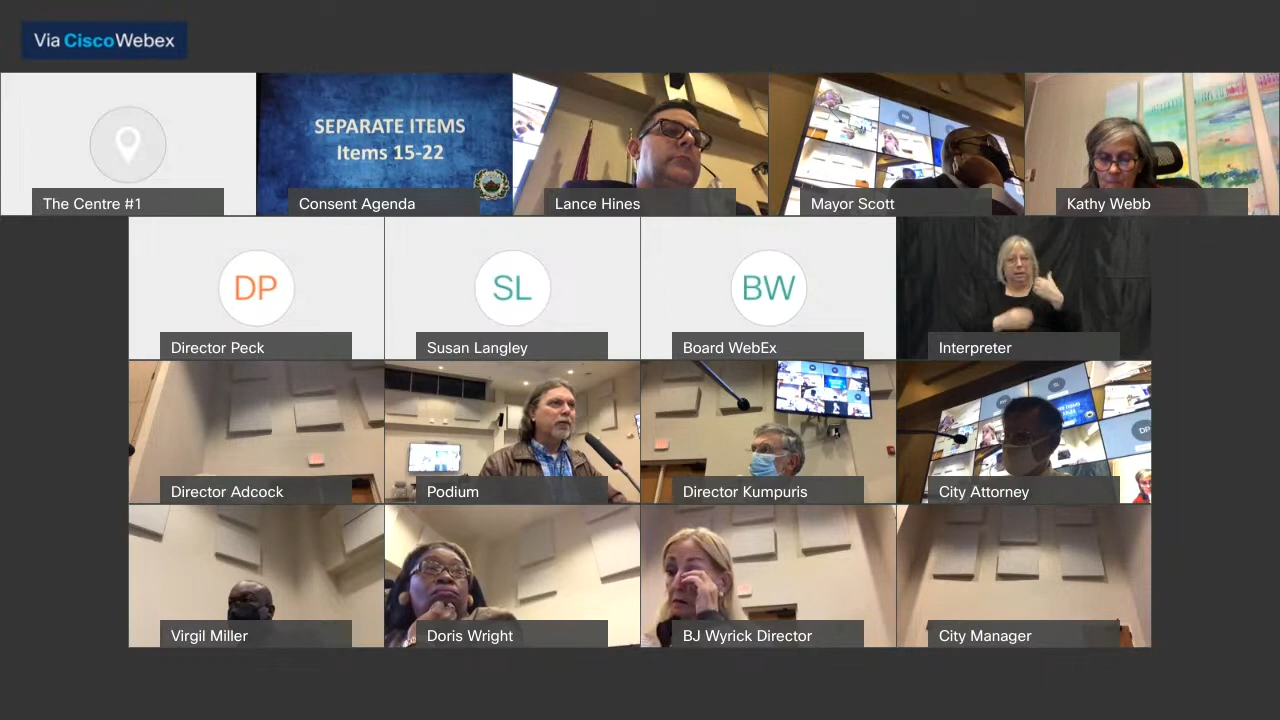 Via CiscoWebex
SEPARATE ITEMS
Items 15-22
The Centre #1
Consent Agenda
Lance Hines
Mayor Scott
Kathy Webb
DP
SL
BW
Director Peck
Susan Langley
Board WebEx
Interpreter
Director Adcock
Podium
Director Kumpuris
City Attorney
Virgil Miller
Doris Wright
BJ Wyrick Director
City Manager